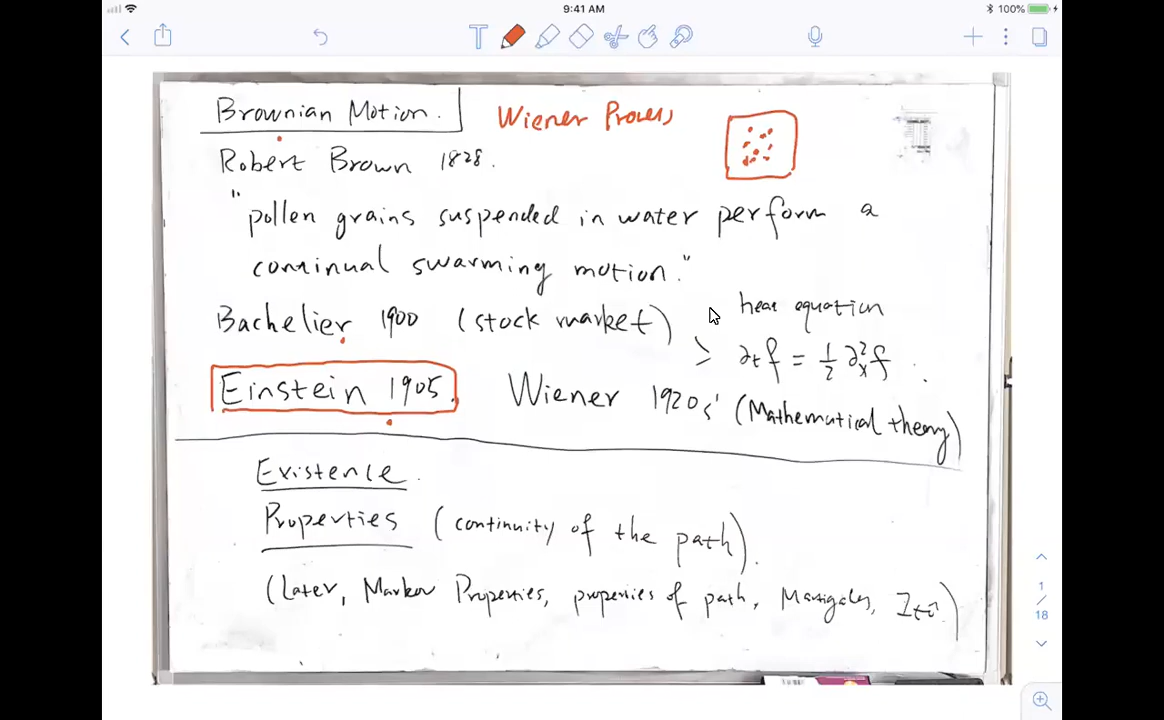 9:41 AM
100%
Brownian Motion.
Wiener Process
Robert Brown 1828.
"pollen grains suspended in water perform a
continual swarming motion."
Bachelier 1900 (stock market)
heat equation
∂tf = 1/2 ∂x²f
Einstein 1905.
Wiener 1920s' (Mathematical theory)
Existence.
Properties (continuity of the path).
(Later, Markov Properties, properties of path, Martigales, Itô.)
1
/
18